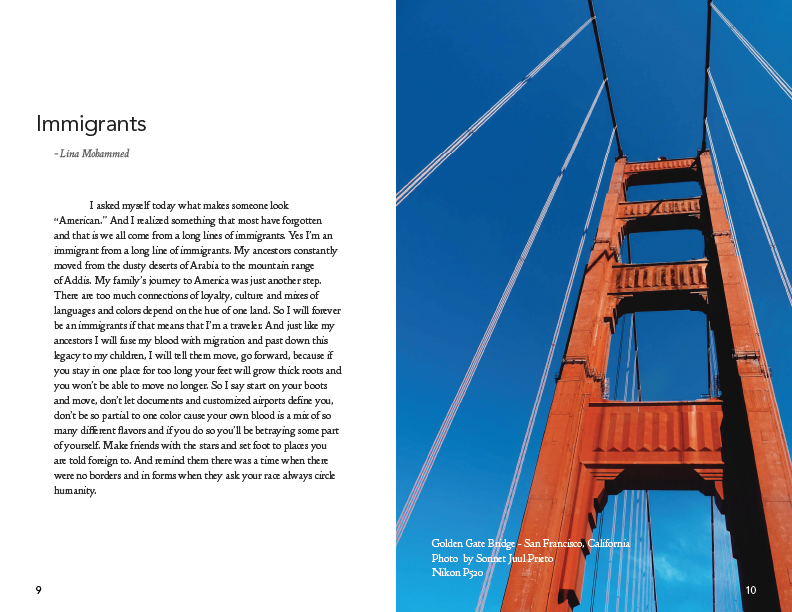 Immigrants
- Lina Mohammed
I asked myself today what makes someone look
“American.” And I realized something that most have forgotten
and that is we all come from a long lines of immigrants. Yes I’m an
immigrant from a long line of immigrants. My ancestors constantly
moved from the dusty deserts of Arabia to the mountain range
of Addis. My family’s journey to America was just another step.
There are too much connections of loyalty, culture and mixes of
languages and colors depend on the hue of one land. So I will forever
be an immigrants if that means that I’m a traveler. And just like my
ancestors I will fuse my blood with migration and past down this
legacy to my children, I will tell them move, go forward, because if
you stay in one place for too long your feet will grow thick roots and
you won’t be able to move no longer. So I say start on your boots
and move, don’t let documents and customized airports define you,
don’t be so partial to one color cause your own blood is a mix of so
many different flavors and if you do so you’ll be betraying some part
of yourself. Make friends with the stars and set foot to places you
are told foreign to. And remind them there was a time when there
were no borders and in forms when they ask your race always circle
humanity.
9
Golden Gate Bridge - San Francisco, California
Photo by Sonnet Juul Prieto
Nikon P520
10